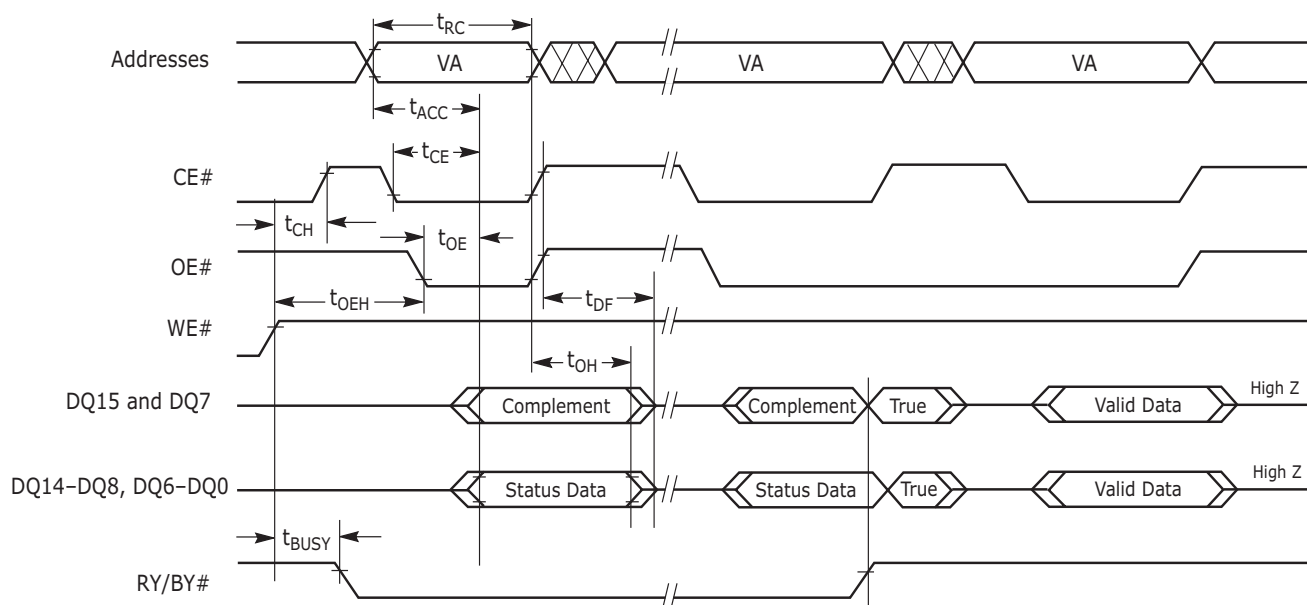 tRC
Addresses VA VA VA
tACC
tCE
CE#
tCH
tOE
OE#
tOEH tDF
WE#
tOH
DQ15 and DQ7 Complement Complement True Valid Data High Z
DQ14–DQ8, DQ6–DQ0 Status Data Status Data True Valid Data High Z
tBUSY
RY/BY#